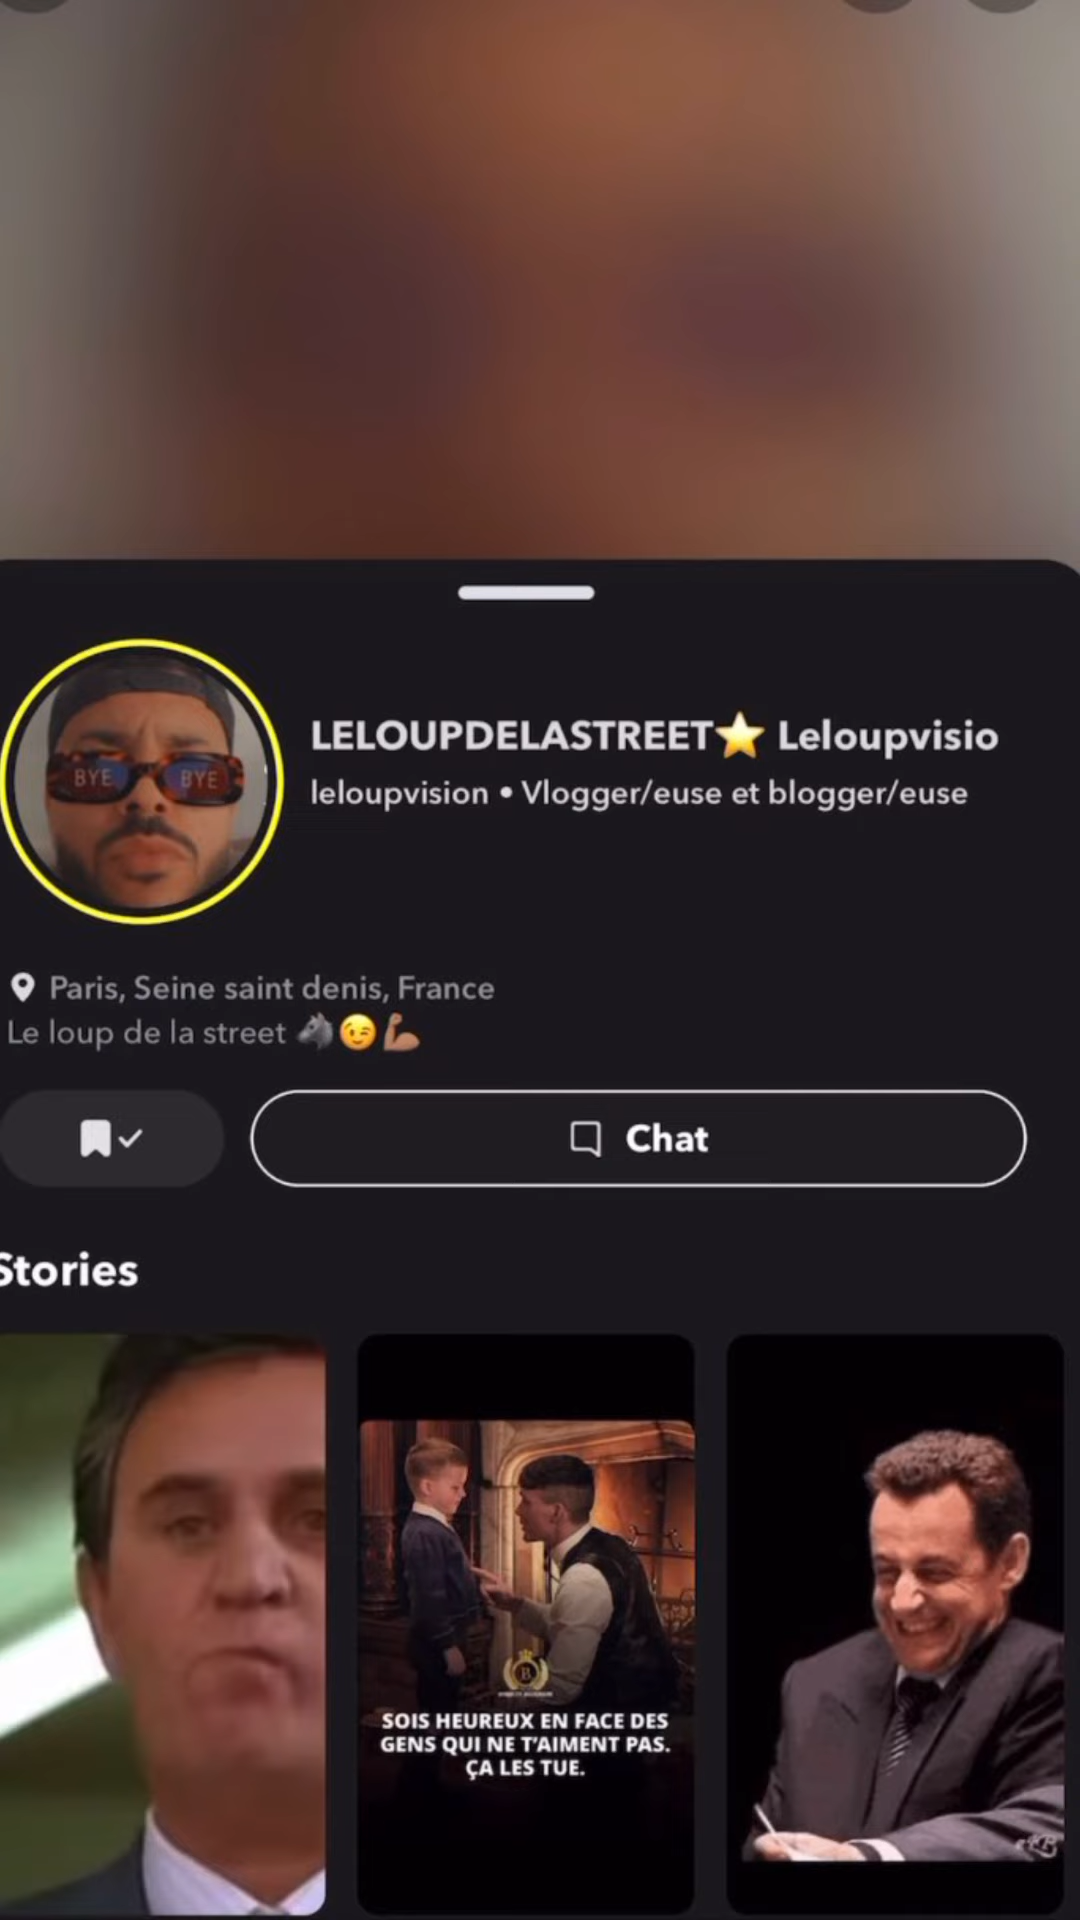 BYE BYE
LELOUPDELASTREET⭐ Leloupvisio
leloupvision • Vlogger/euse et blogger/euse
Paris, Seine saint denis, France
Le loup de la street 🐺😉💪🏽
Chat
Stories
B
SOIS HEUREUX EN FACE DES
GENS QUI NE T'AIMENT PAS.
ÇA LES TUE.